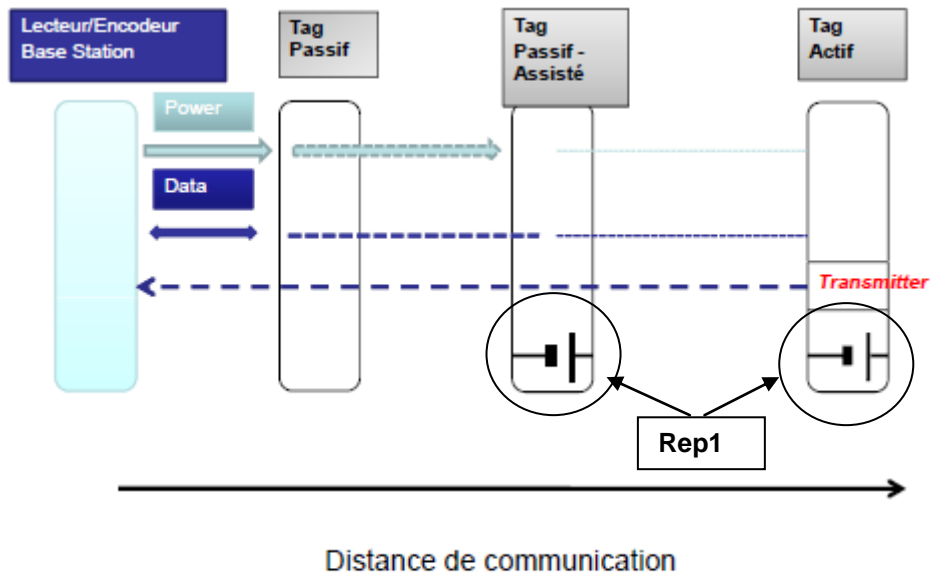 Lecteur/Encodeur
Base Station
Tag
Passif
Tag
Passif -
Assisté
Tag
Actif
Power
Data
Transmitter
Rep1
Distance de communication